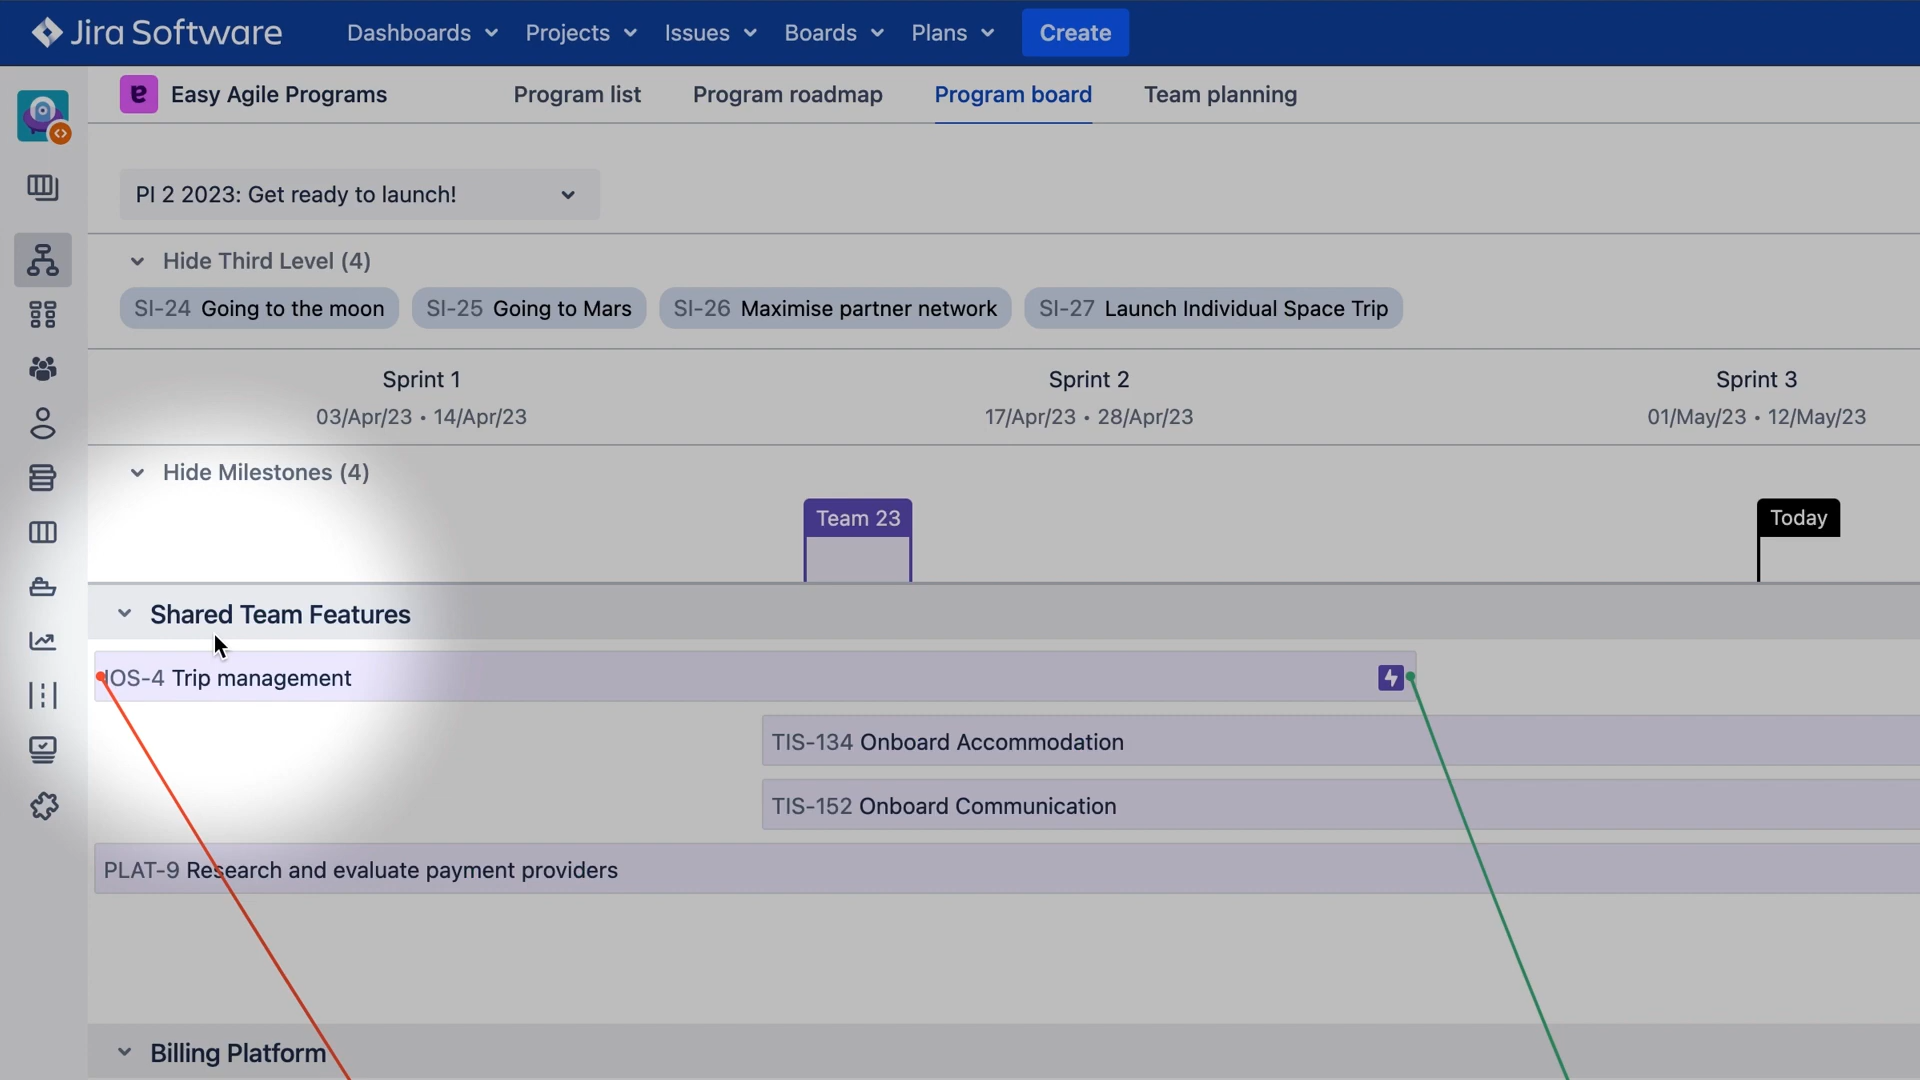 Jira Software Dashboards Projects Issues Boards Plans Create
Easy Agile Programs Program list Program roadmap Program board Team planning
PI 2 2023: Get ready to launch!
Hide Third Level (4)
SI-24 Going to the moon SI-25 Going to Mars SI-26 Maximise partner network SI-27 Launch Individual Space Trip
Sprint 1 Sprint 2 Sprint 3
03/Apr/23 • 14/Apr/23 17/Apr/23 • 28/Apr/23 01/May/23 • 12/May/23
Hide Milestones (4)
Team 23 Today
Shared Team Features
IOS-4 Trip management
TIS-134 Onboard Accommodation
TIS-152 Onboard Communication
PLAT-9 Research and evaluate payment providers
Billing Platform